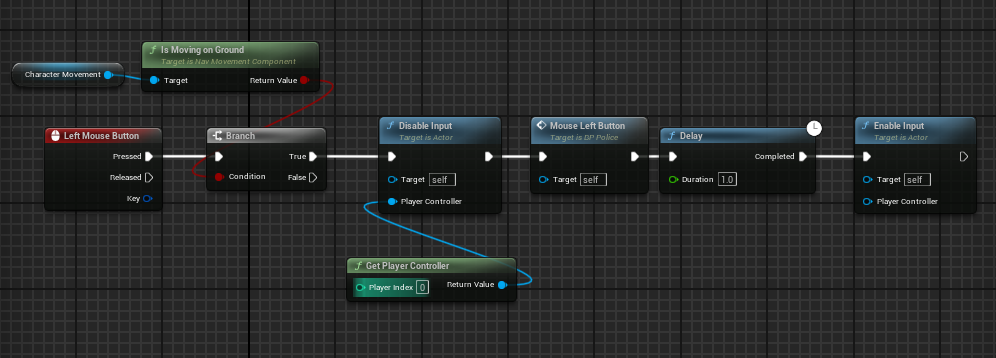 Character Movement
Is Moving on Ground
Target is Nav Movement Component
Target
Return Value
Left Mouse Button
Pressed
Released
Key
Branch
True
Condition
False
Disable Input
Target is Actor
Target self
Player Controller
Mouse Left Button
Target is BP Police
Target self
Delay
Completed
Duration 1.0
Enable Input
Target is Actor
Target self
Player Controller
Get Player Controller
Player Index 0
Return Value